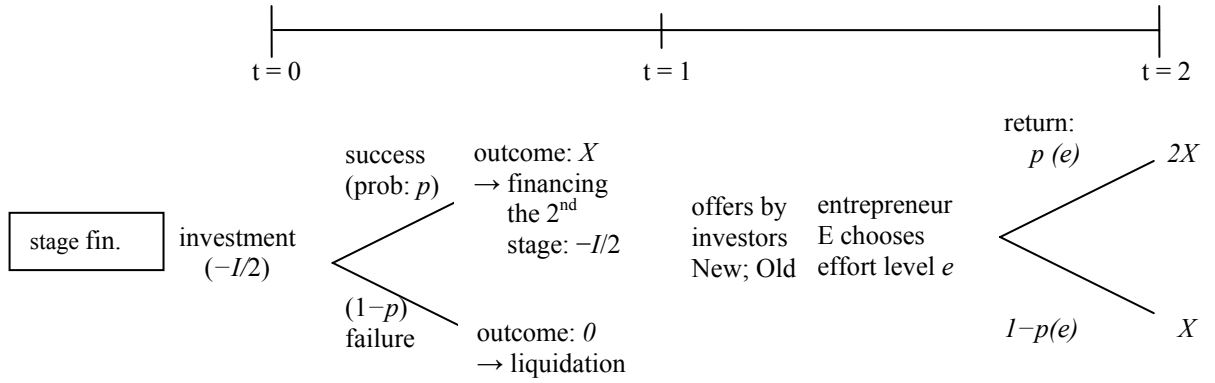 t = 0
t = 1
t = 2
stage fin.
investment
(−I/2)
success
(prob: p)
(1−p)
failure
outcome: X
→ financing
the 2nd
stage: −I/2
outcome: 0
→ liquidation
offers by
investors
New; Old
entrepreneur
E chooses
effort level e
return:
p (e)
2X
1−p(e)
X